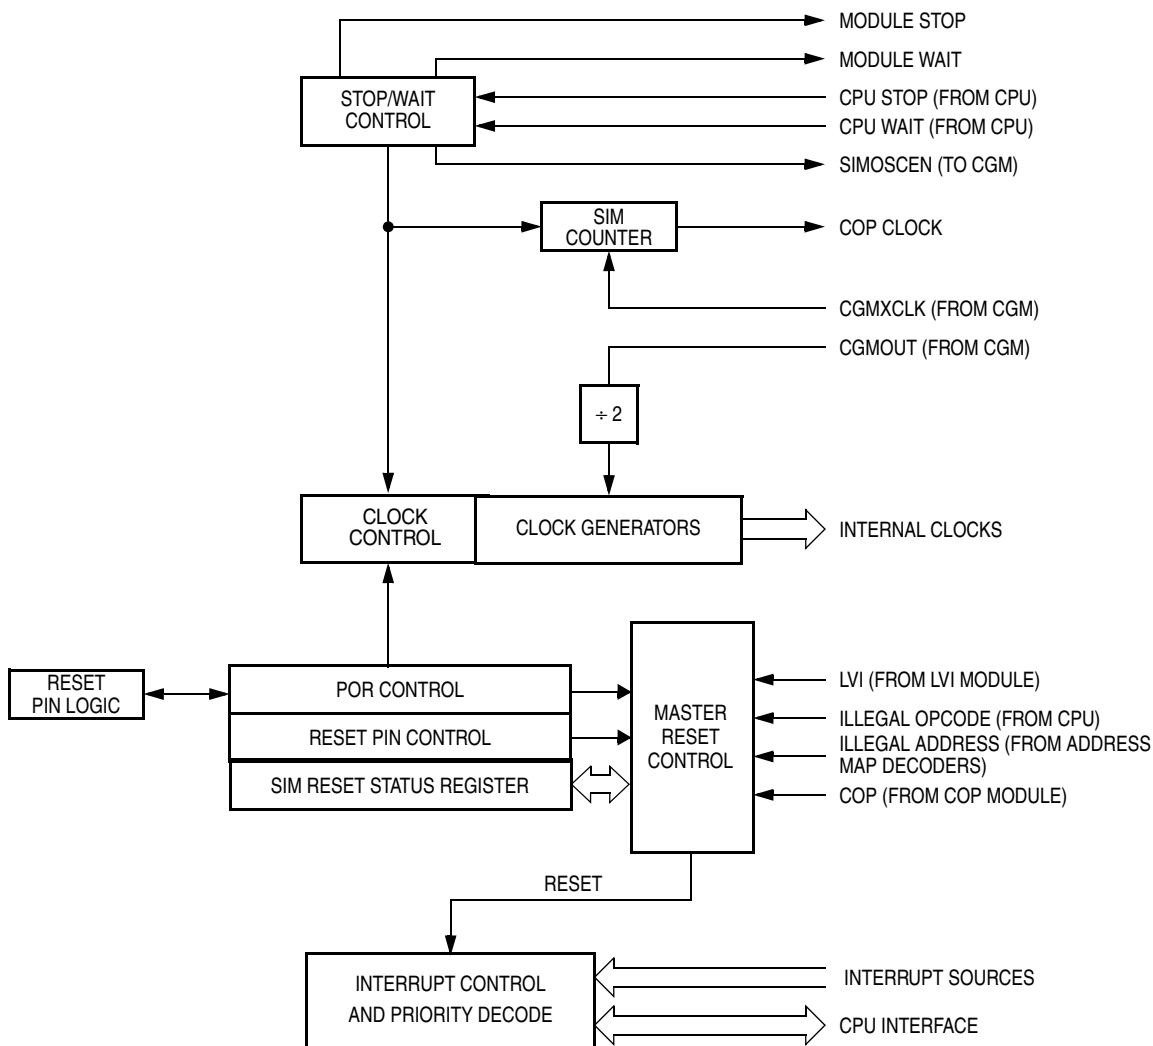 MODULE STOP
MODULE WAIT
STOP/WAIT
CONTROL
CPU STOP (FROM CPU)
CPU WAIT (FROM CPU)
SIMOSCEN (TO CGM)
SIM
COUNTER
COP CLOCK
CGMXCLK (FROM CGM)
CGMOUT (FROM CGM)
÷ 2
CLOCK
CONTROL
CLOCK GENERATORS
INTERNAL CLOCKS
RESET
PIN LOGIC
POR CONTROL
RESET PIN CONTROL
SIM RESET STATUS REGISTER
MASTER
RESET
CONTROL
LVI (FROM LVI MODULE)
ILLEGAL OPCODE (FROM CPU)
ILLEGAL ADDRESS (FROM ADDRESS
MAP DECODERS)
COP (FROM COP MODULE)
RESET
INTERRUPT CONTROL
AND PRIORITY DECODE
INTERRUPT SOURCES
CPU INTERFACE